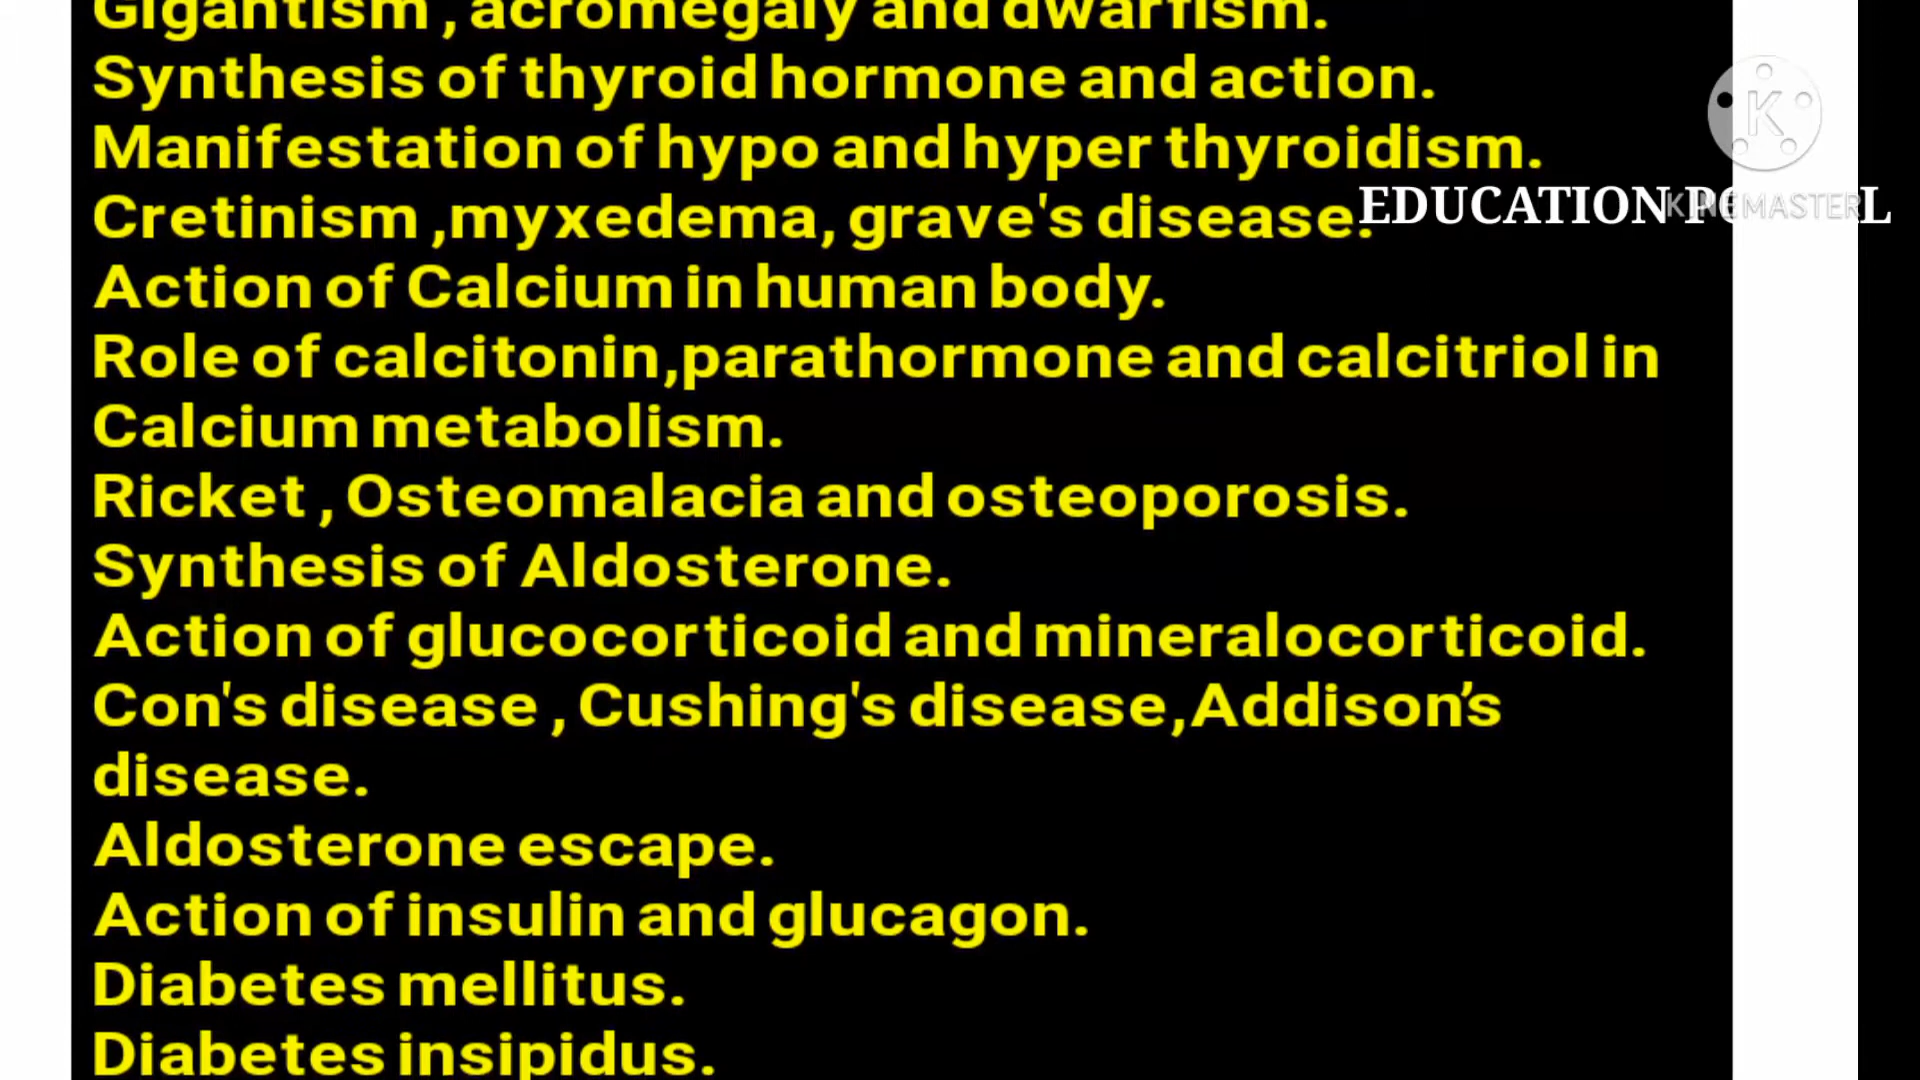 Gigantism , acromegaly and dwarfism.
Synthesis of thyroid hormone and action.
Manifestation of hypo and hyper thyroidism.
Cretinism ,myxedema, grave's disease.
EDUCATION
KINEMASTER
Action of Calcium in human body.
Role of calcitonin,parathormone and calcitriol in
Calcium metabolism.
Ricket , Osteomalacia and osteoporosis.
Synthesis of Aldosterone.
Action of glucocorticoid and mineralocorticoid.
Con's disease , Cushing's disease,Addison’s
disease.
Aldosterone escape.
Action of insulin and glucagon.
Diabetes mellitus.
Diabetes insipidus.